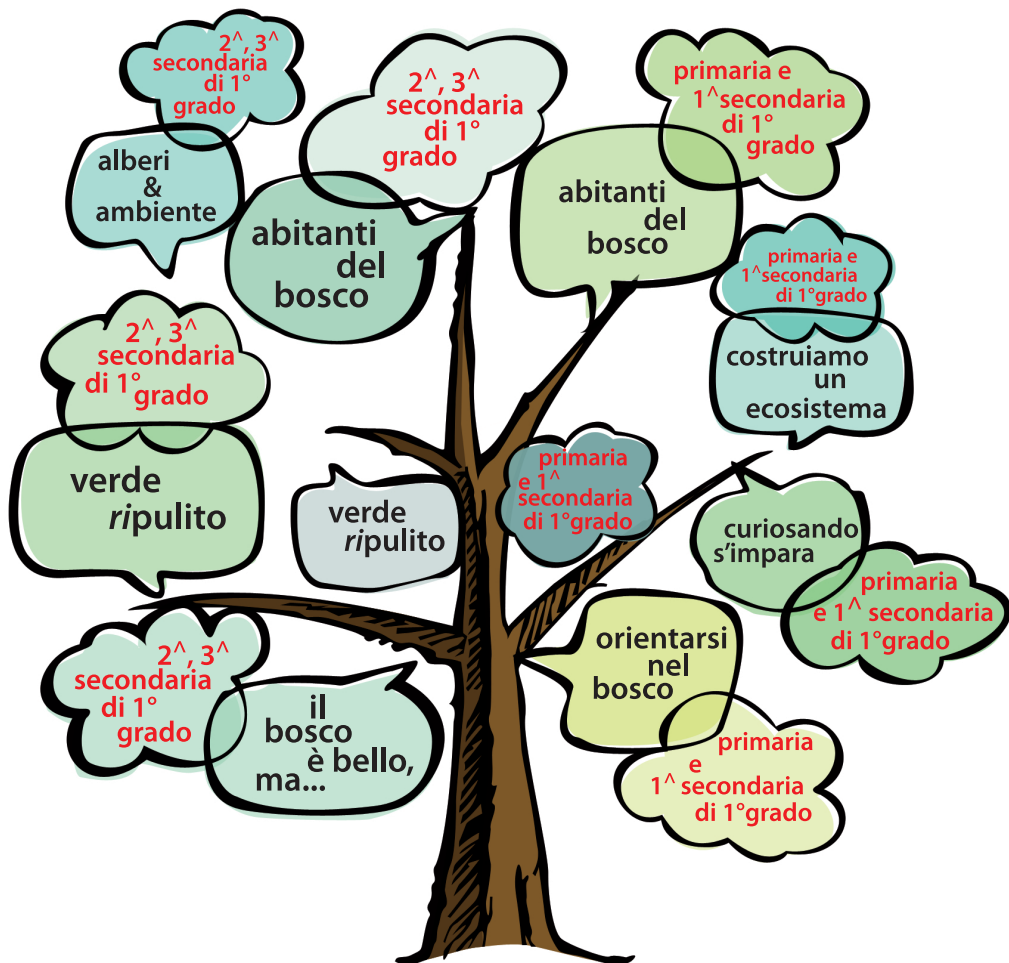 2^, 3^
secondaria
di 1°
grado
alberi
&
ambiente
2^, 3^
secondaria
di 1°
grado
abitanti
del
bosco
primaria e
1^secondaria
di 1°
grado
abitanti
del
bosco
primaria e
1^secondaria
di 1°grado
costruiamo
un
ecosistema
2^, 3^
secondaria
di 1°grado
verde
ripulito
verde
ripulito
primaria
e 1^
secondaria
di 1°grado
curiosando
s'impara
primaria
e 1^ secondaria
di 1°grado
2^, 3^
secondaria
di 1°
grado
il
bosco
è bello,
ma...
orientarsi
nel
bosco
primaria
e
1^ secondaria
di 1°grado